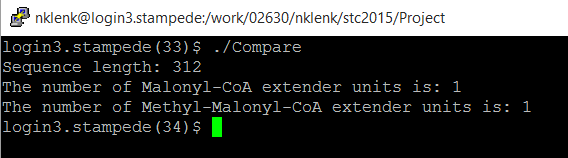 nklenk@login3.stampede:/work/02630/nklenk/stc2015/Project
login3.stampede(33)$ ./Compare
Sequence length: 312
The number of Malonyl-CoA extender units is: 1
The number of Methyl-Malonyl-CoA extender units is: 1
login3.stampede(34)$